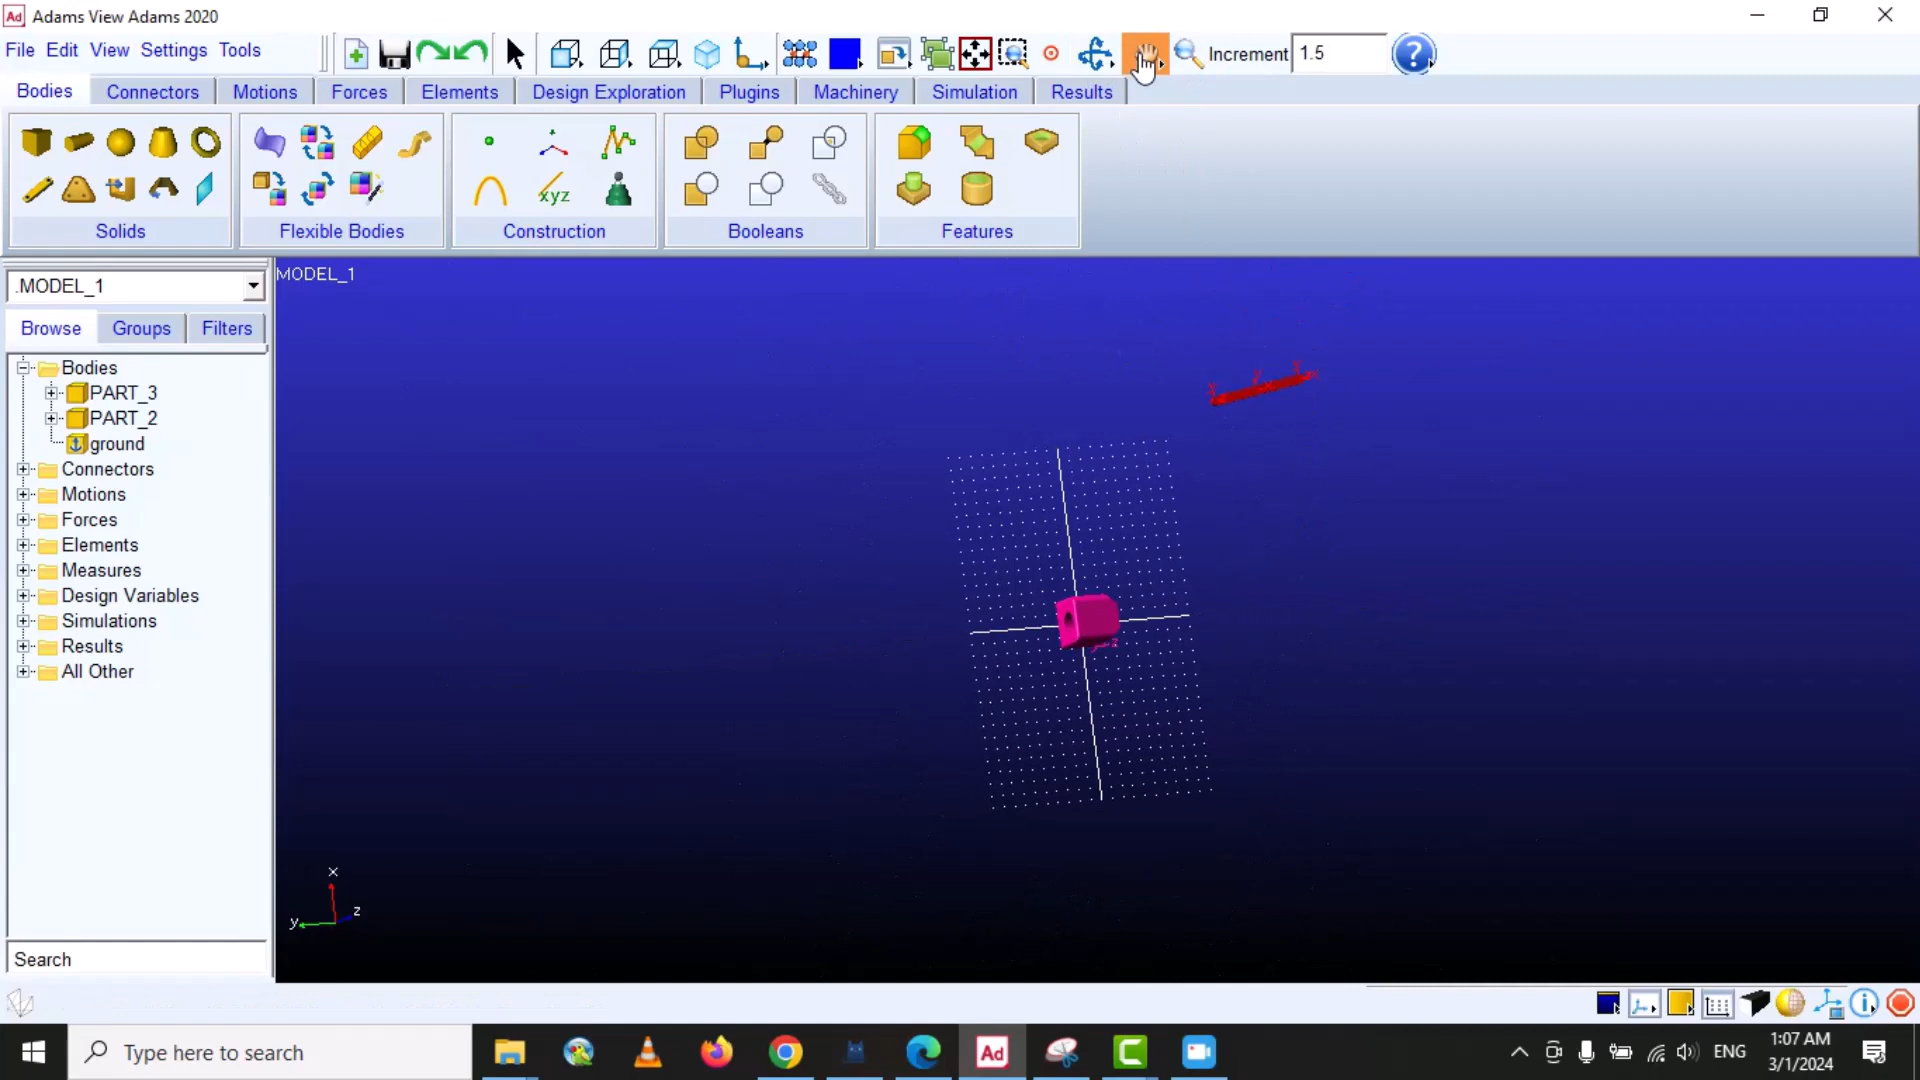 Ad Adams View Adams 2020
File Edit View Settings Tools
Increment 1.5 ?
Bodies Connectors Motions Forces Elements Design Exploration Plugins Machinery Simulation Results
xyz
Solids Flexible Bodies Construction Booleans Features
.MODEL_1
MODEL_1
Browse Groups Filters
Bodies
PART_3
PART_2
ground
Connectors
Motions
Forces
Elements
Measures
Design Variables
Simulations
Results
All Other
x
y z
Search
Type here to search
Ad
ENG
1:07 AM
3/1/2024